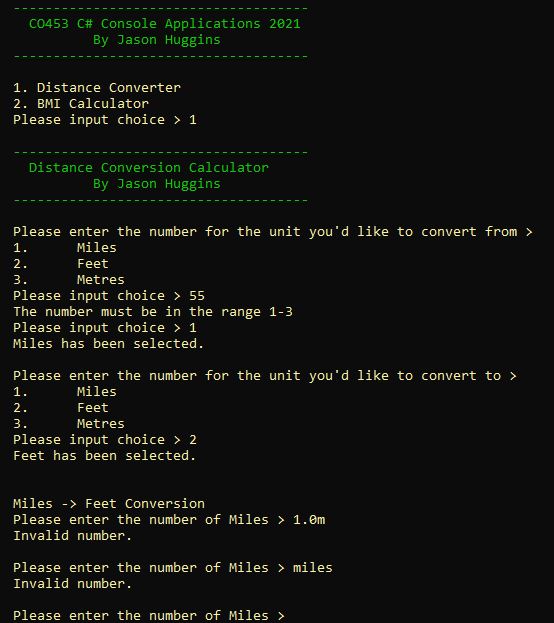 -------------------------------------
CO453 C# Console Applications 2021
By Jason Huggins
-------------------------------------
1. Distance Converter
2. BMI Calculator
Please input choice > 1
-------------------------------------
Distance Conversion Calculator
By Jason Huggins
-------------------------------------
Please enter the number for the unit you'd like to convert from >
1. Miles
2. Feet
3. Metres
Please input choice > 55
The number must be in the range 1-3
Please input choice > 1
Miles has been selected.
Please enter the number for the unit you'd like to convert to >
1. Miles
2. Feet
3. Metres
Please input choice > 2
Feet has been selected.
Miles -> Feet Conversion
Please enter the number of Miles > 1.0m
Invalid number.
Please enter the number of Miles > miles
Invalid number.
Please enter the number of Miles >